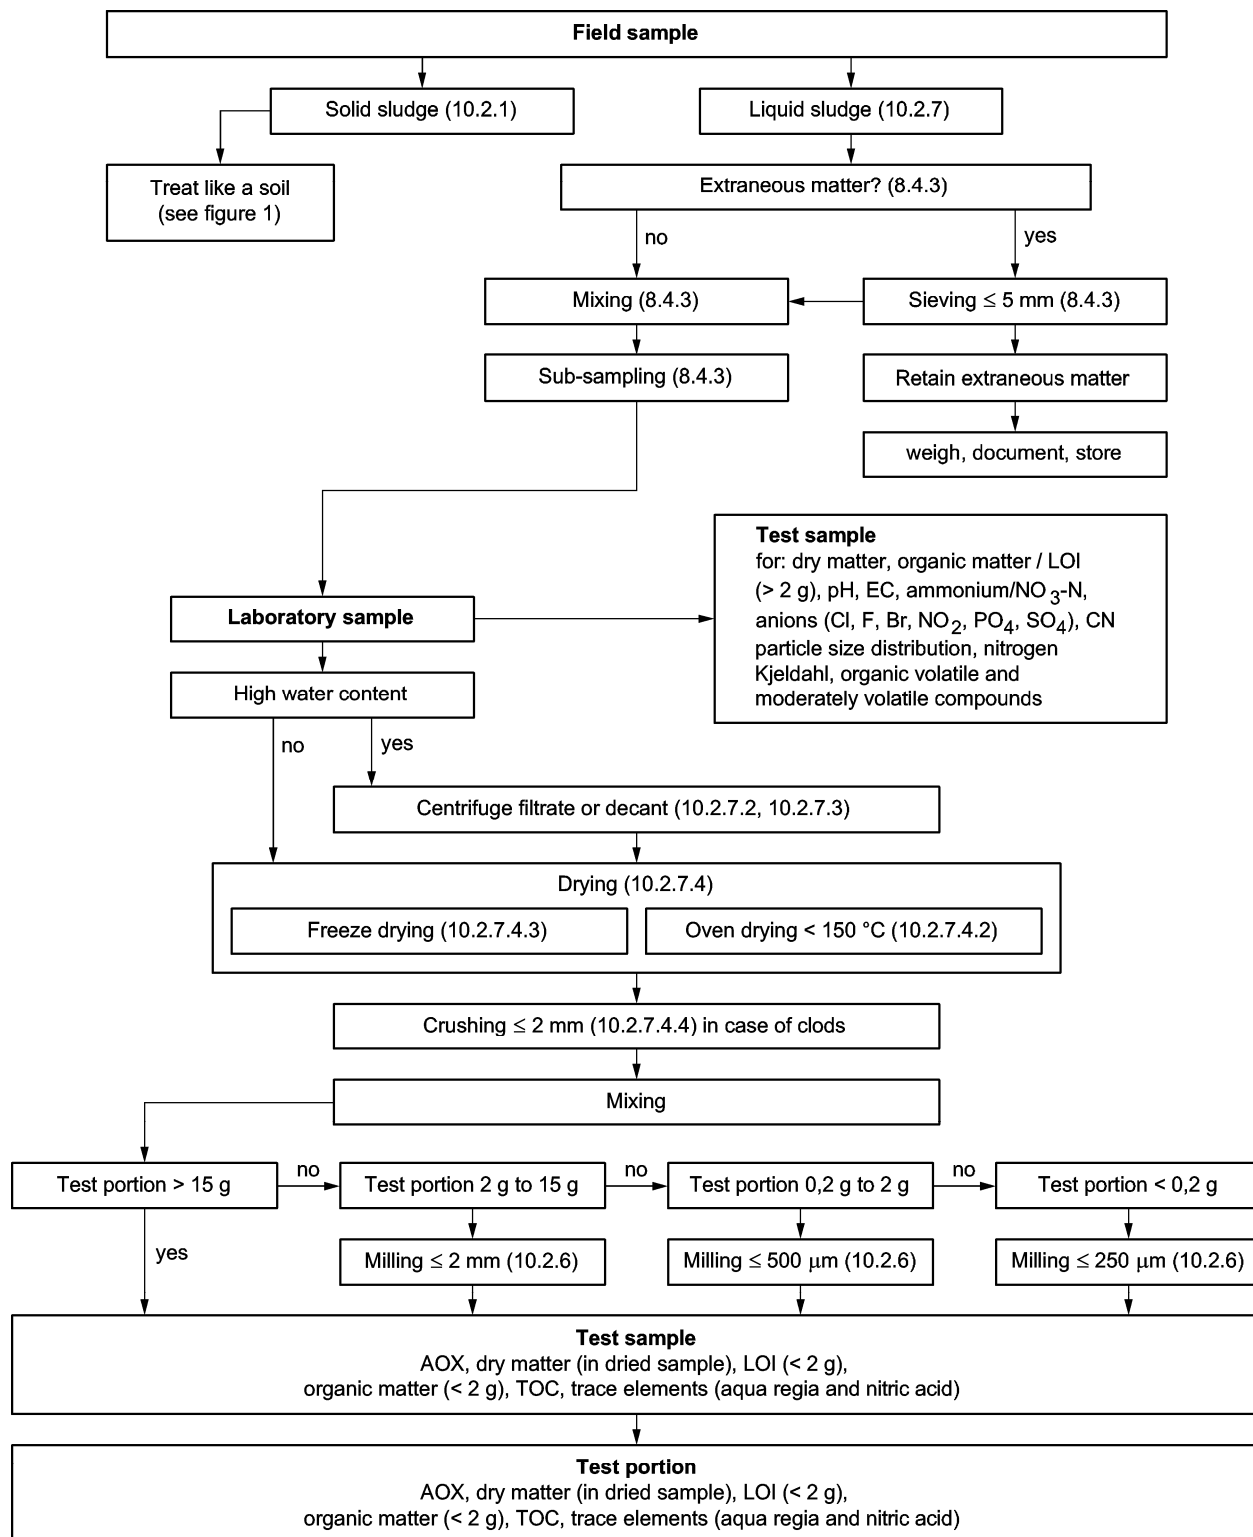 Field sample
Solid sludge (10.2.1)
Liquid sludge (10.2.7)
Treat like a soil
(see figure 1)
Extraneous matter? (8.4.3)
no
yes
Mixing (8.4.3)
Sieving ≤ 5 mm (8.4.3)
Sub-sampling (8.4.3)
Retain extraneous matter
weigh, document, store
Test sample
for: dry matter, organic matter / LOI
(> 2 g), pH, EC, ammonium/NO3-N,
anions (Cl, F, Br, NO2, PO4, SO4), CN
particle size distribution, nitrogen
Kjeldahl, organic volatile and
moderately volatile compounds
Laboratory sample
High water content
no
yes
Centrifuge filtrate or decant (10.2.7.2, 10.2.7.3)
Drying (10.2.7.4)
Freeze drying (10.2.7.4.3)
Oven drying < 150 °C (10.2.7.4.2)
Crushing ≤ 2 mm (10.2.7.4.4) in case of clods
Mixing
Test portion > 15 g
no
Test portion 2 g to 15 g
no
Test portion 0,2 g to 2 g
no
Test portion < 0,2 g
yes
Milling ≤ 2 mm (10.2.6)
Milling ≤ 500 μm (10.2.6)
Milling ≤ 250 μm (10.2.6)
Test sample
AOX, dry matter (in dried sample), LOI (< 2 g),
organic matter (< 2 g), TOC, trace elements (aqua regia and nitric acid)
Test portion
AOX, dry matter (in dried sample), LOI (< 2 g),
organic matter (< 2 g), TOC, trace elements (aqua regia and nitric acid)